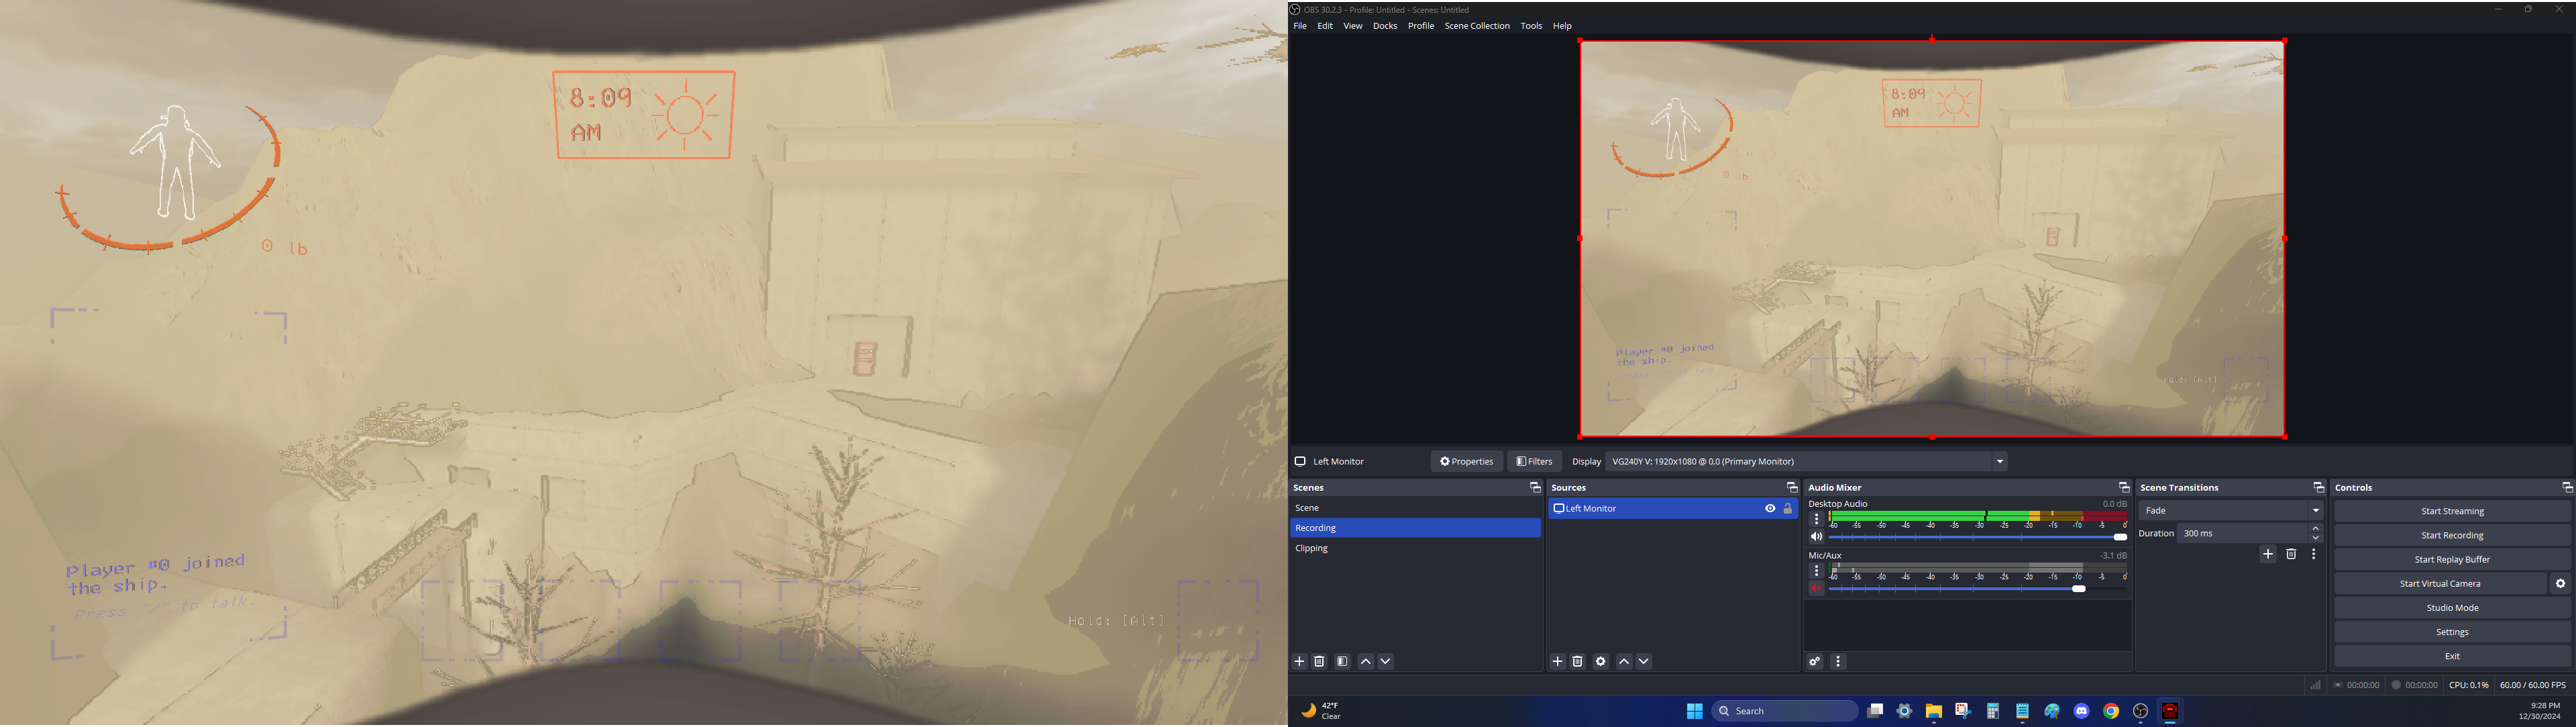 8:09
AM
0 lb
Player #0 joined
the ship.
Press "/" to talk.
Hold: [Alt]
OBS 30.2.3 - Profile: Untitled - Scenes: Untitled
File Edit View Docks Profile Scene Collection Tools Help
8:09
AM
0 lb
Player #0 joined
the ship.
Press "/" to talk.
Hold: [Alt]
Left Monitor Properties Filters Display VG240Y V: 1920x1080 @ 0,0 (Primary Monitor)
Scenes
Scene
Recording
Clipping
Sources
Left Monitor
Audio Mixer
Desktop Audio 0.0 dB
-60 -55 -50 -45 -40 -35 -30 -25 -20 -15 -10 -5 0
Mic/Aux -3.1 dB
-60 -55 -50 -45 -40 -35 -30 -25 -20 -15 -10 -5 0
Scene Transitions
Fade
Duration 300 ms
Controls
Start Streaming
Start Recording
Start Replay Buffer
Start Virtual Camera
Studio Mode
Settings
Exit
00:00:00 00:00:00 CPU: 0.1% 60.00 / 60.00 FPS
42°F
Clear
Search
9:28 PM
12/30/2024